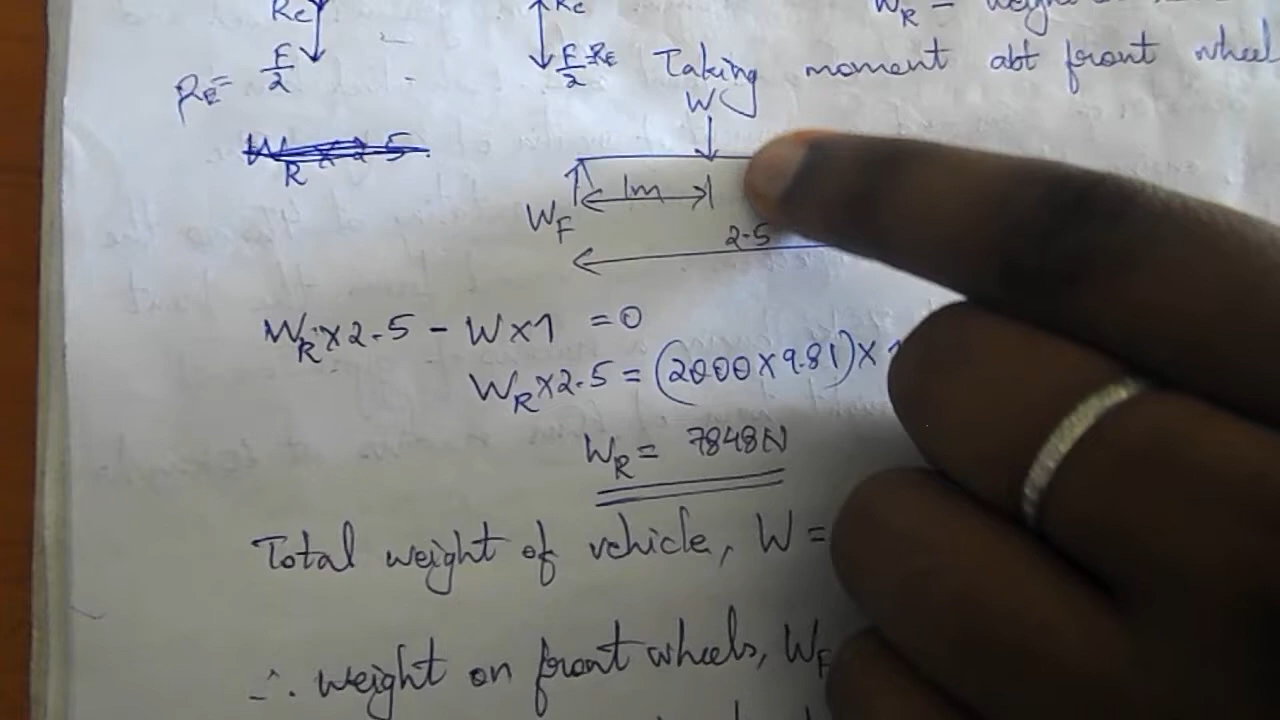 Rc Rc WR = weight
RE = F/2 F/2 RE Taking moment abt front wheel
W
WR × 2.5
1m
WF
2.5
WR × 2.5 - W × 1 = 0
WR × 2.5 = (2000 × 9.81) ×
WR = 7848N
Total weight of vehicle, W =
∴ weight on front wheels, WF